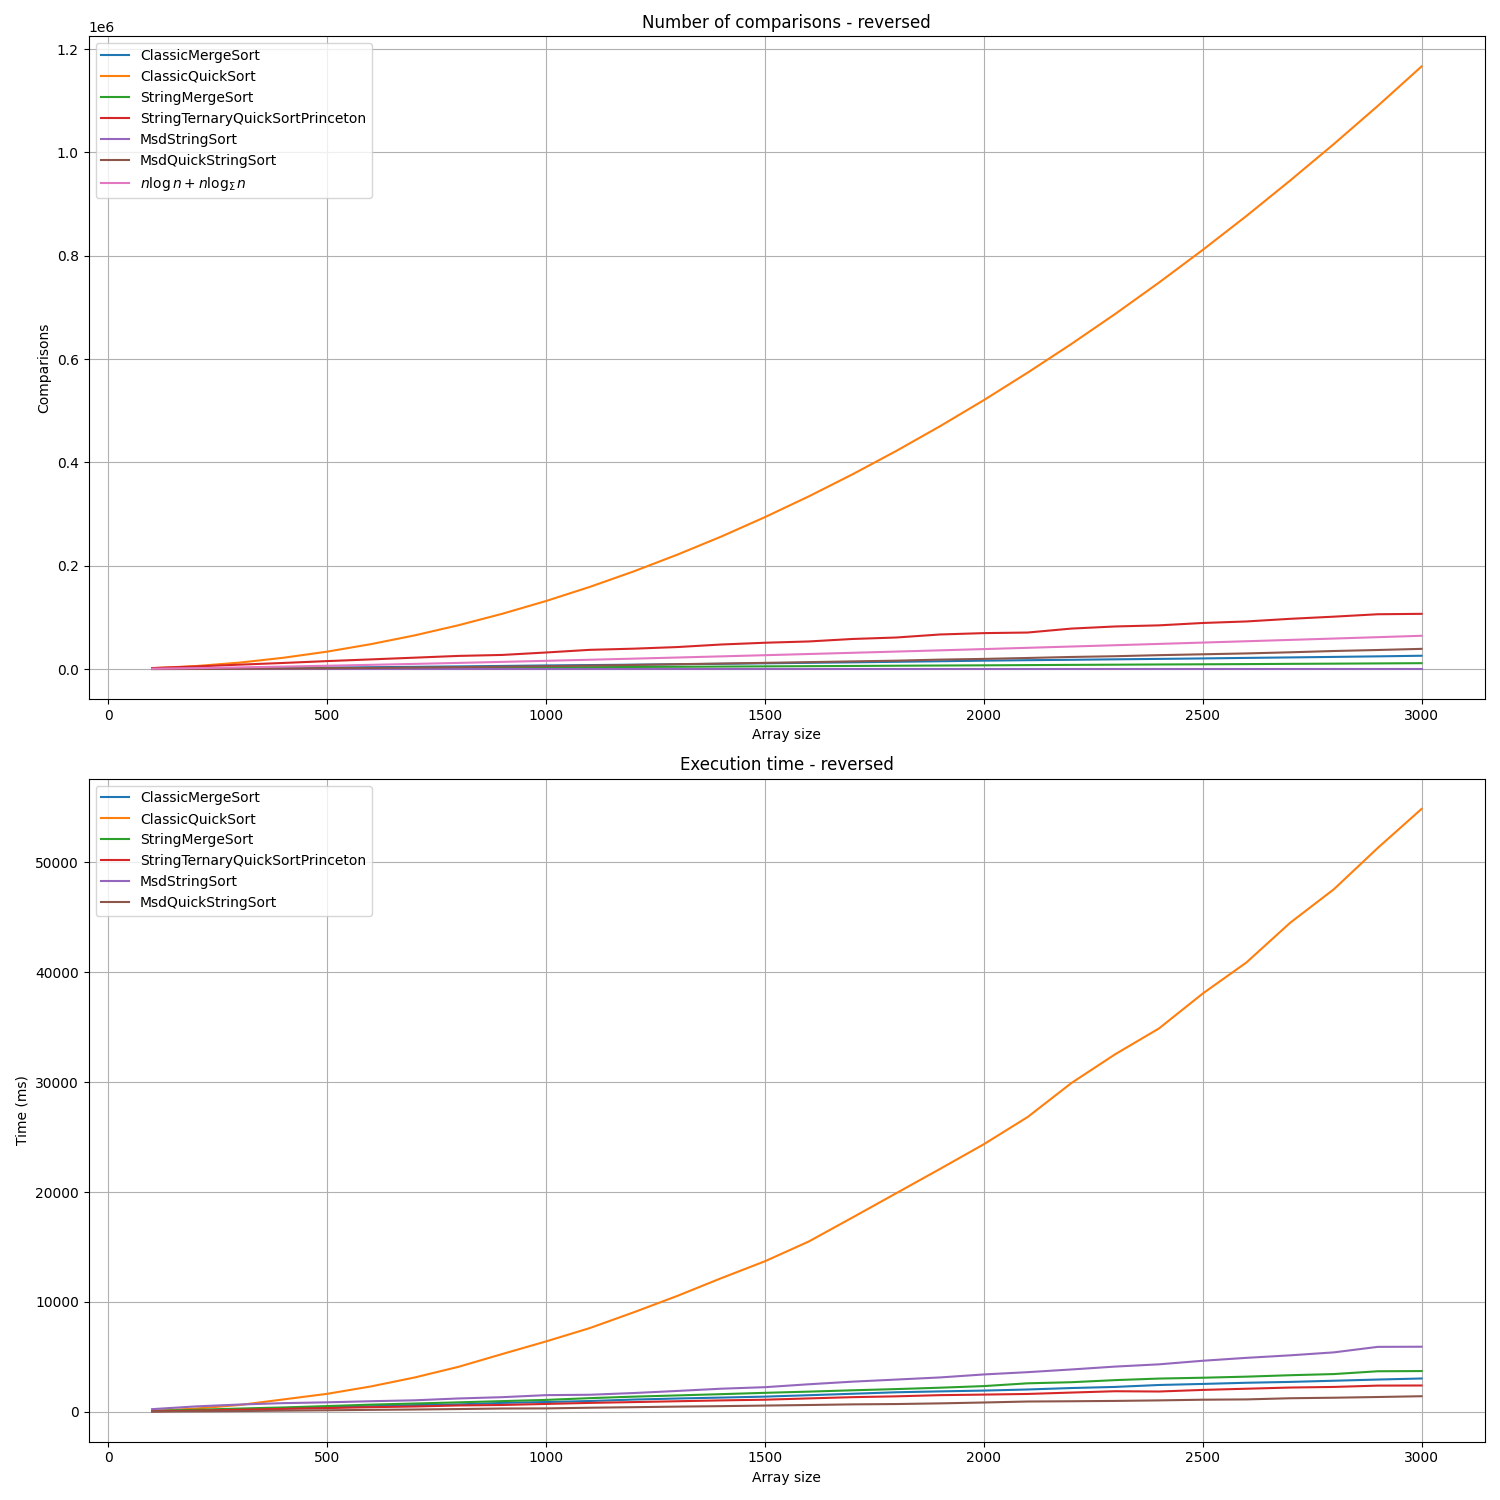 Number of comparisons - reversed
1e6
ClassicMergeSort
ClassicQuickSort
StringMergeSort
StringTernaryQuickSortPrinceton
MsdStringSort
MsdQuickStringSort
n log n + n log_Σ n
1.2
1.0
0.8
0.6
0.4
0.2
0.0
Comparisons
0 500 1000 1500 2000 2500 3000
Array size
Execution time - reversed
ClassicMergeSort
ClassicQuickSort
StringMergeSort
StringTernaryQuickSortPrinceton
MsdStringSort
MsdQuickStringSort
50000
40000
30000
20000
10000
0
Time (ms)
0 500 1000 1500 2000 2500 3000
Array size